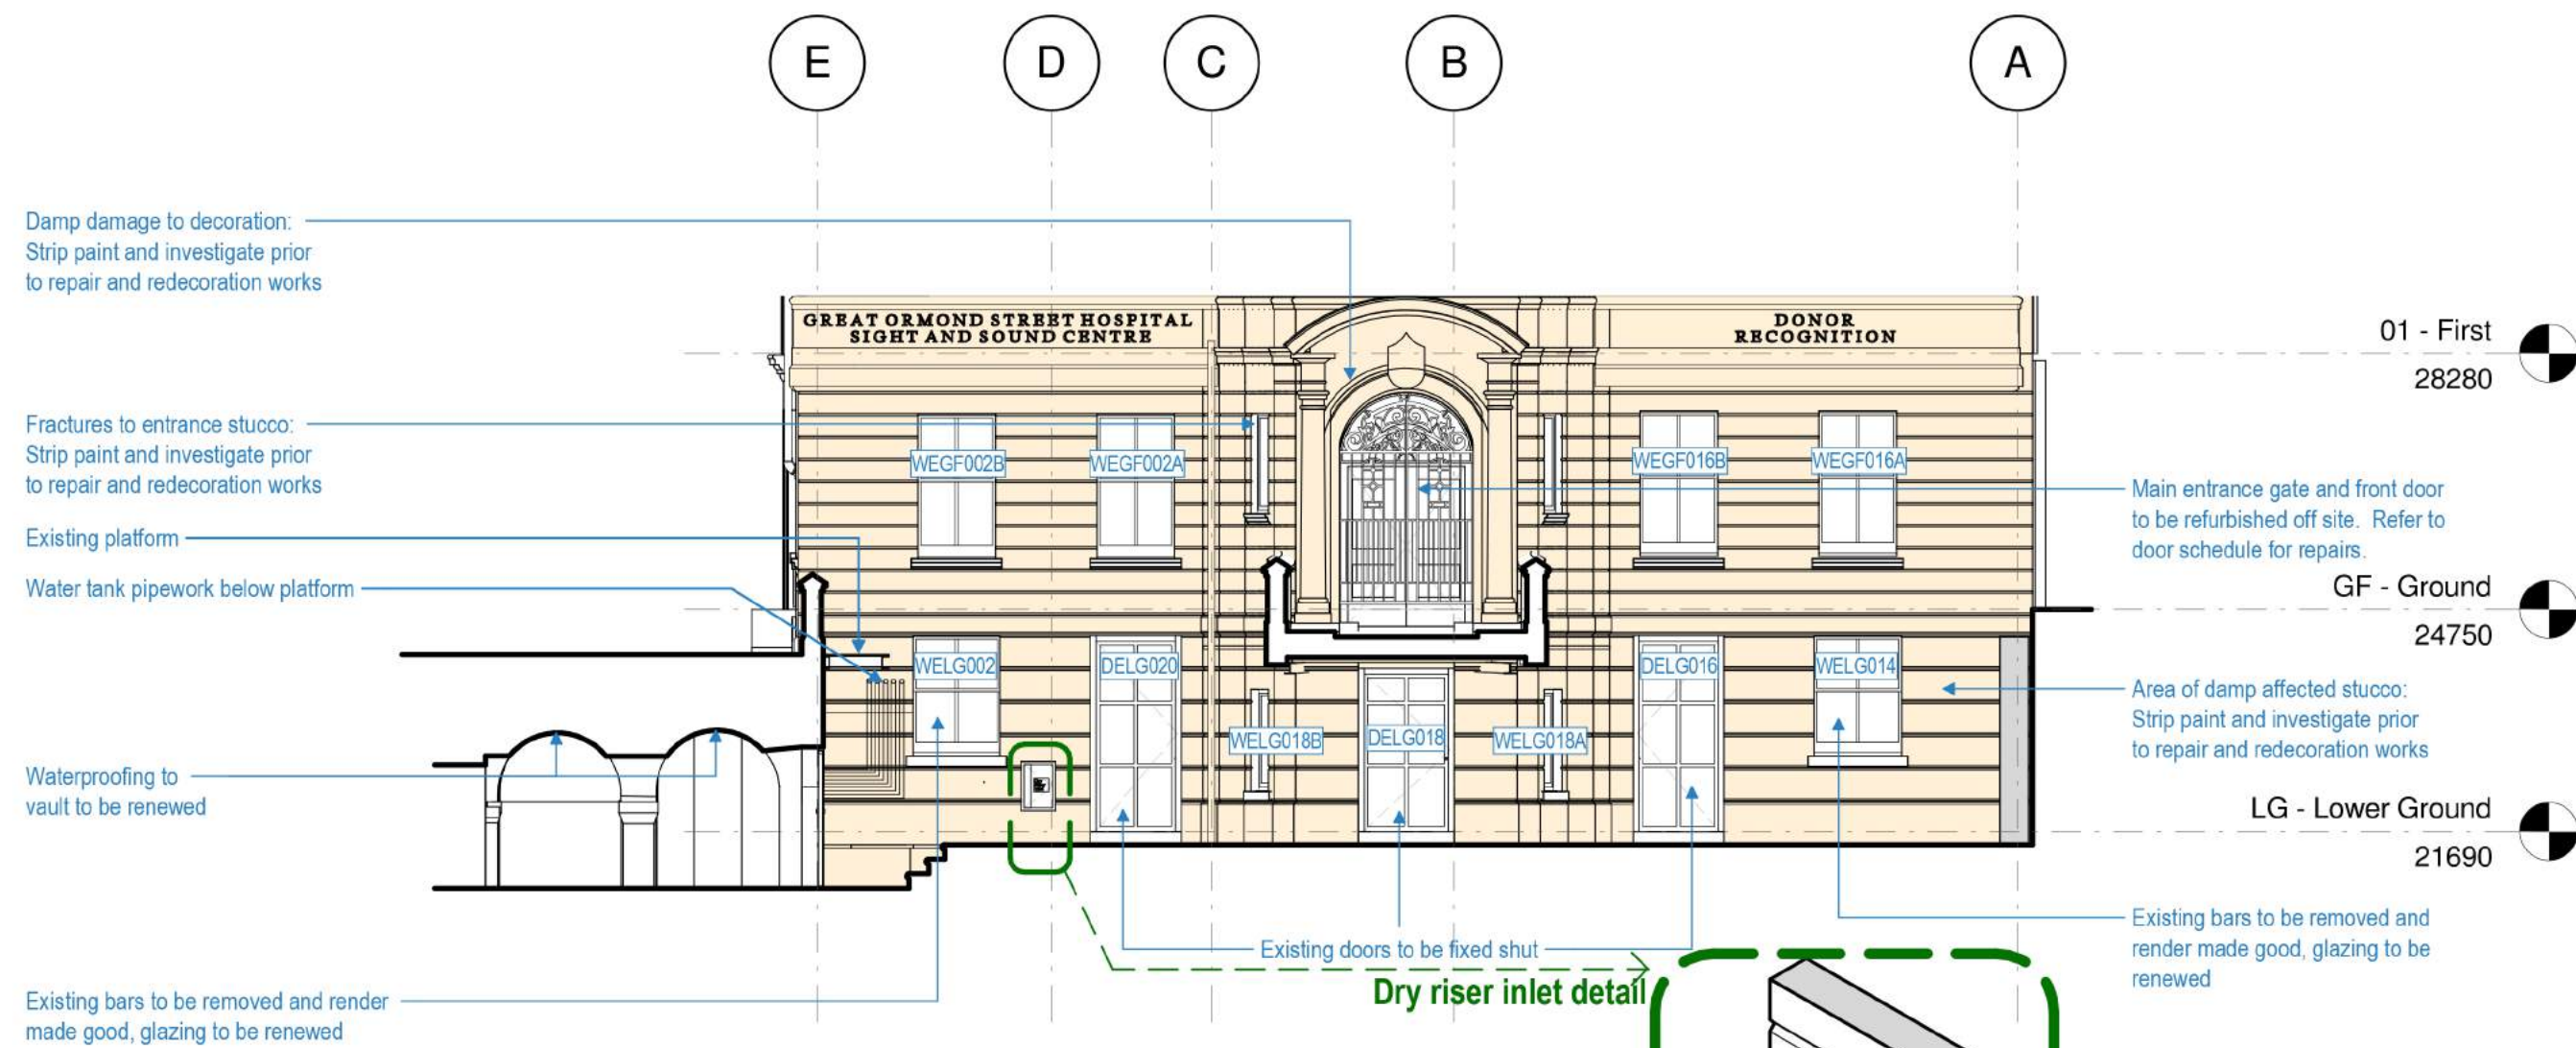 E
D
C
B
A
Damp damage to decoration:
Strip paint and investigate prior
to repair and redecoration works
GREAT ORMOND STREET HOSPITAL
SIGHT AND SOUND CENTRE
DONOR
RECOGNITION
01 - First
28280
Fractures to entrance stucco:
Strip paint and investigate prior
to repair and redecoration works
WEGF002B
WEGF002A
WEGF016B
WEGF016A
Main entrance gate and front door
to be refurbished off site. Refer to
door schedule for repairs.
Existing platform
Water tank pipework below platform
GF - Ground
24750
WELG002
DELG020
DELG016
WELG014
Area of damp affected stucco:
Strip paint and investigate prior
to repair and redecoration works
WELG018B
DELG018
WELG018A
Waterproofing to
vault to be renewed
LG - Lower Ground
21690
Existing doors to be fixed shut
Existing bars to be removed and
render made good, glazing to be
renewed
Dry riser inlet detail
Existing bars to be removed and render
made good, glazing to be renewed